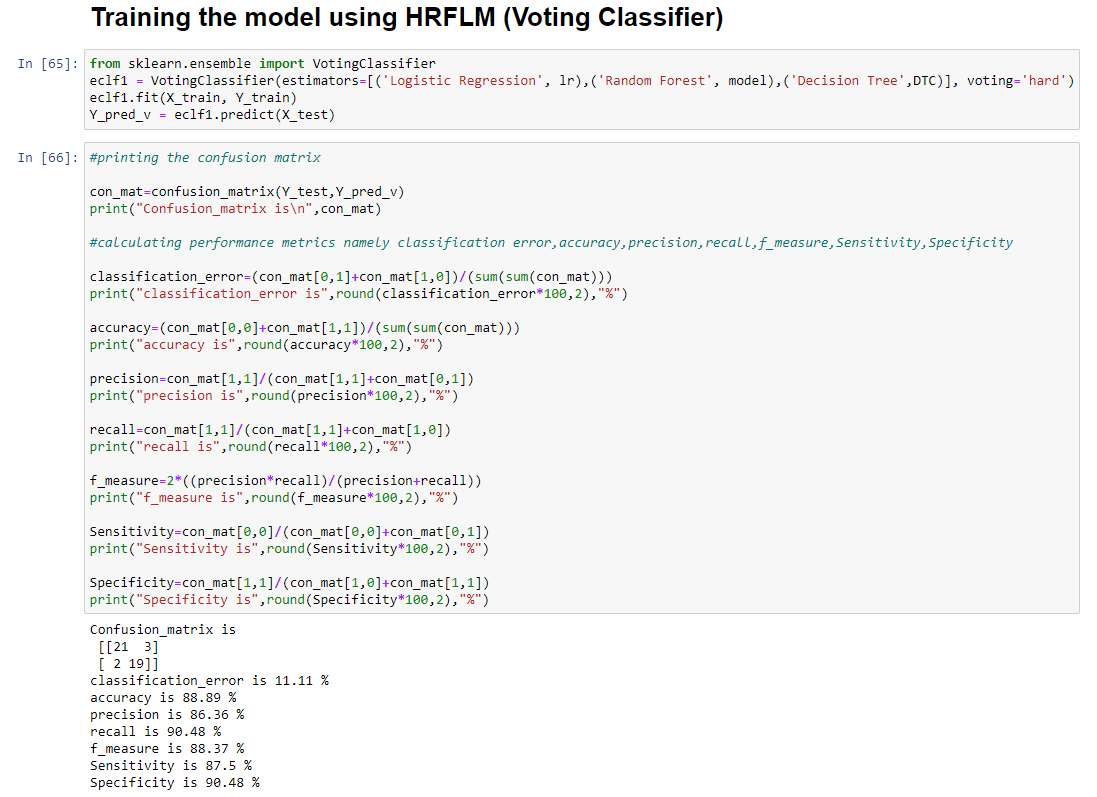 Training the model using HRFLM (Voting Classifier)
In [65]: from sklearn.ensemble import VotingClassifier
eclf1 = VotingClassifier(estimators=[('Logistic Regression', lr),('Random Forest', model),('Decision Tree',DTC)], voting='hard')
eclf1.fit(X_train, Y_train)
Y_pred_v = eclf1.predict(X_test)
In [66]: #printing the confusion matrix
con_mat=confusion_matrix(Y_test,Y_pred_v)
print("Confusion_matrix is\n",con_mat)
#calculating performance metrics namely classification error,accuracy,precision,recall,f_measure,Sensitivity,Specificity
classification_error=(con_mat[0,1]+con_mat[1,0])/(sum(sum(con_mat)))
print("classification_error is",round(classification_error*100,2),"%")
accuracy=(con_mat[0,0]+con_mat[1,1])/(sum(sum(con_mat)))
print("accuracy is",round(accuracy*100,2),"%")
precision=con_mat[1,1]/(con_mat[1,1]+con_mat[0,1])
print("precision is",round(precision*100,2),"%")
recall=con_mat[1,1]/(con_mat[1,1]+con_mat[1,0])
print("recall is",round(recall*100,2),"%")
f_measure=2*((precision*recall)/(precision+recall))
print("f_measure is",round(f_measure*100,2),"%")
Sensitivity=con_mat[0,0]/(con_mat[0,0]+con_mat[0,1])
print("Sensitivity is",round(Sensitivity*100,2),"%")
Specificity=con_mat[1,1]/(con_mat[1,0]+con_mat[1,1])
print("Specificity is",round(Specificity*100,2),"%")
Confusion_matrix is
[[21  3]
[ 2 19]]
classification_error is 11.11 %
accuracy is 88.89 %
precision is 86.36 %
recall is 90.48 %
f_measure is 88.37 %
Sensitivity is 87.5 %
Specificity is 90.48 %